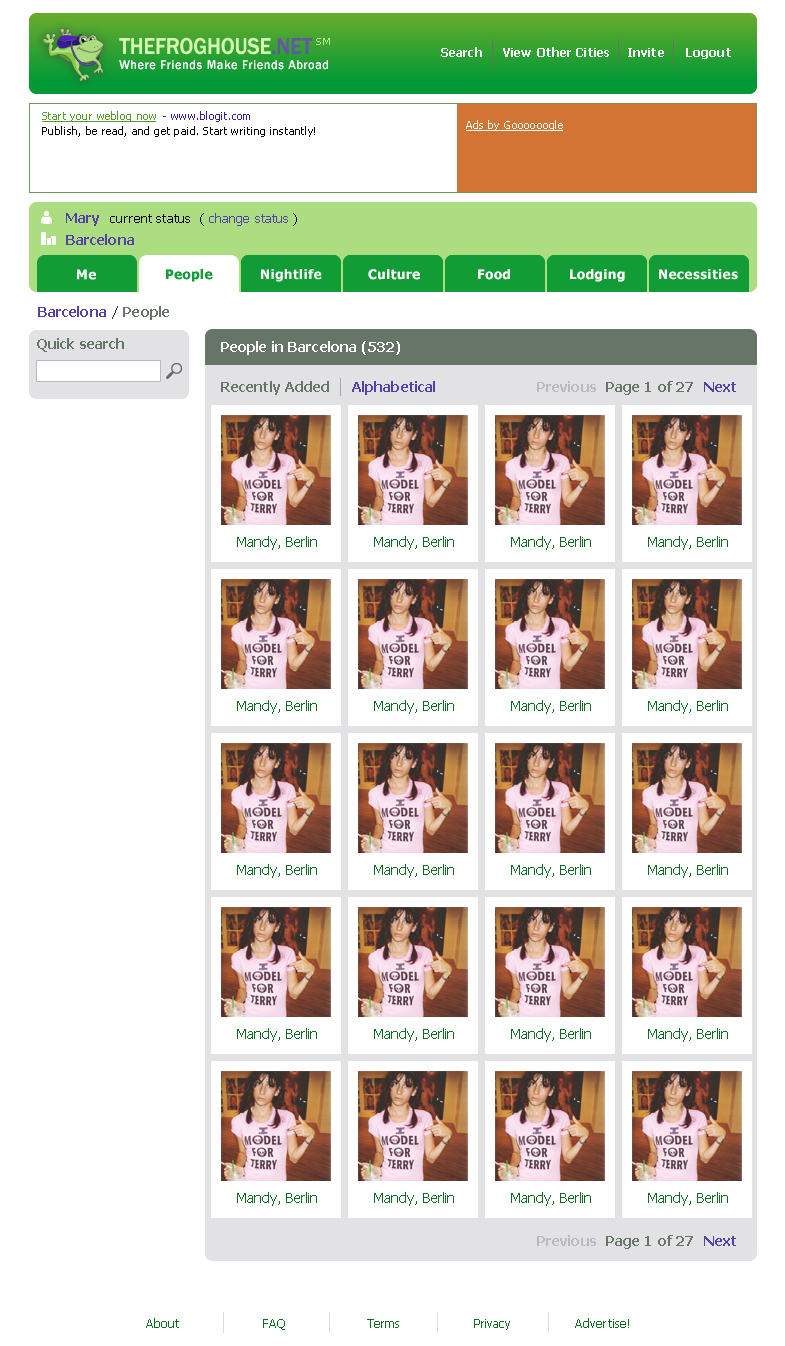 THEFROGHOUSE.NET SM
Where Friends Make Friends Abroad
Search View Other Cities Invite Logout
Start your weblog now - www.blogit.com
Publish, be read, and get paid. Start writing instantly!
Ads by Goooooogle
Mary current status ( change status )
Barcelona
Me People Nightlife Culture Food Lodging Necessities
Barcelona / People
Quick search
People in Barcelona (532)
Recently Added Alphabetical Previous Page 1 of 27 Next
I I I I
MODEL MODEL MODEL MODEL
FOR FOR FOR FOR
TERRY TERRY TERRY TERRY
Mandy, Berlin Mandy, Berlin Mandy, Berlin Mandy, Berlin
I I I I
MODEL MODEL MODEL MODEL
FOR FOR FOR FOR
TERRY TERRY TERRY TERRY
Mandy, Berlin Mandy, Berlin Mandy, Berlin Mandy, Berlin
I I I I
MODEL MODEL MODEL MODEL
FOR FOR FOR FOR
TERRY TERRY TERRY TERRY
Mandy, Berlin Mandy, Berlin Mandy, Berlin Mandy, Berlin
I I I I
MODEL MODEL MODEL MODEL
FOR FOR FOR FOR
TERRY TERRY TERRY TERRY
Mandy, Berlin Mandy, Berlin Mandy, Berlin Mandy, Berlin
I I I I
MODEL MODEL MODEL MODEL
FOR FOR FOR FOR
TERRY TERRY TERRY TERRY
Mandy, Berlin Mandy, Berlin Mandy, Berlin Mandy, Berlin
Previous Page 1 of 27 Next
About FAQ Terms Privacy Advertise!